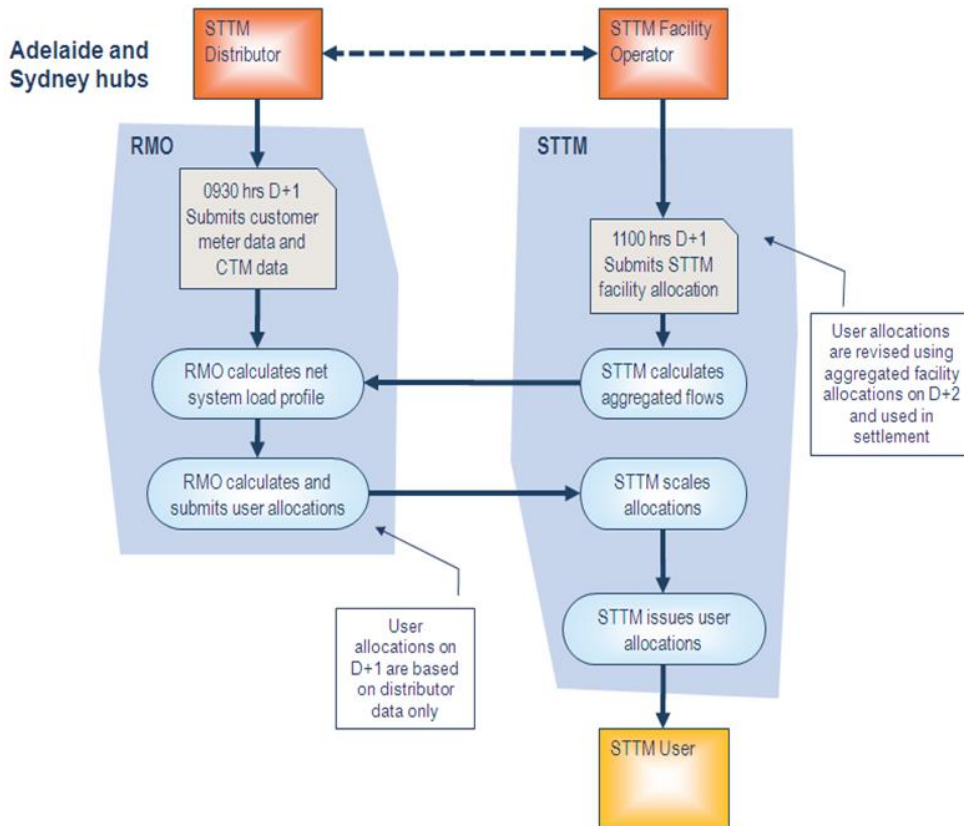 Adelaide and
Sydney hubs
STTM
Distributor
STTM Facility
Operator
RMO
STTM
0930 hrs D+1
Submits customer
meter data and
CTM data
1100 hrs D+1
Submits STTM
facility allocation
User allocations
are revised using
aggregated facility
allocations on D+2
and used in
settlement
RMO calculates net
system load profile
STTM calculates
aggregated flows
RMO calculates and
submits user allocations
STTM scales
allocations
User
allocations on
D+1 are based
on distributor
data only
STTM issues user
allocations
STTM User